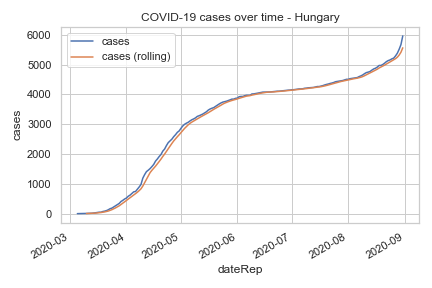 COVID-19 cases over time - Hungary
cases
cases (rolling)
6000
5000
4000
3000
2000
1000
0
cases
2020-03
2020-04
2020-05
2020-06
2020-07
2020-08
2020-09
dateRep